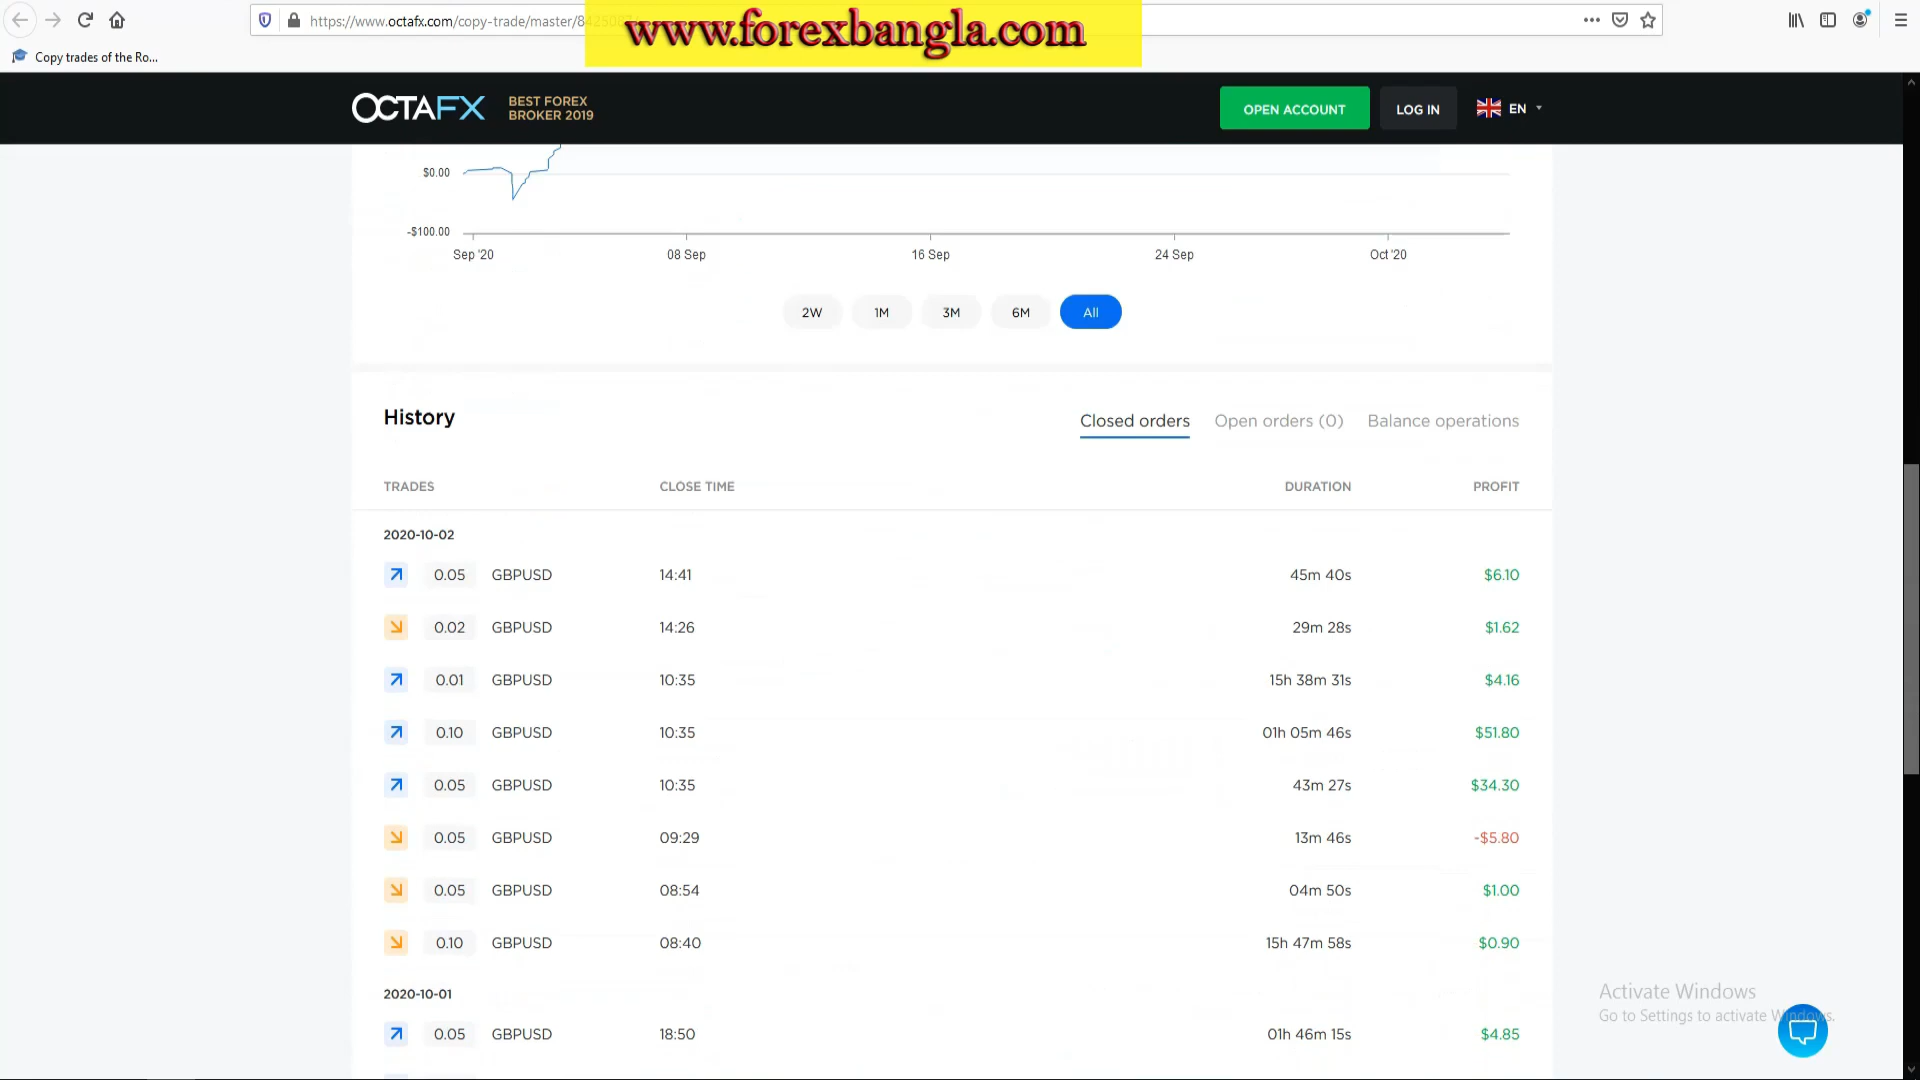 https://www.octafx.com/copy-trade/master/8
www.forexbangla.com
Copy trades of the Ro...
OCTAFX
BEST FOREX
BROKER 2019
OPEN ACCOUNT
LOG IN
EN
$0.00
-$100.00
Sep '20 08 Sep 16 Sep 24 Sep Oct '20
2W 1M 3M 6M All
History
Closed orders Open orders (0) Balance operations
TRADES CLOSE TIME DURATION PROFIT
2020-10-02
0.05 GBPUSD 14:41 45m 40s $6.10
0.02 GBPUSD 14:26 29m 28s $1.62
0.01 GBPUSD 10:35 15h 38m 31s $4.16
0.10 GBPUSD 10:35 01h 05m 46s $51.80
0.05 GBPUSD 10:35 43m 27s $34.30
0.05 GBPUSD 09:29 13m 46s -$5.80
0.05 GBPUSD 08:54 04m 50s $1.00
0.10 GBPUSD 08:40 15h 47m 58s $0.90
2020-10-01
0.05 GBPUSD 18:50 01h 46m 15s $4.85
Activate Windows
Go to Settings to activate Windows.